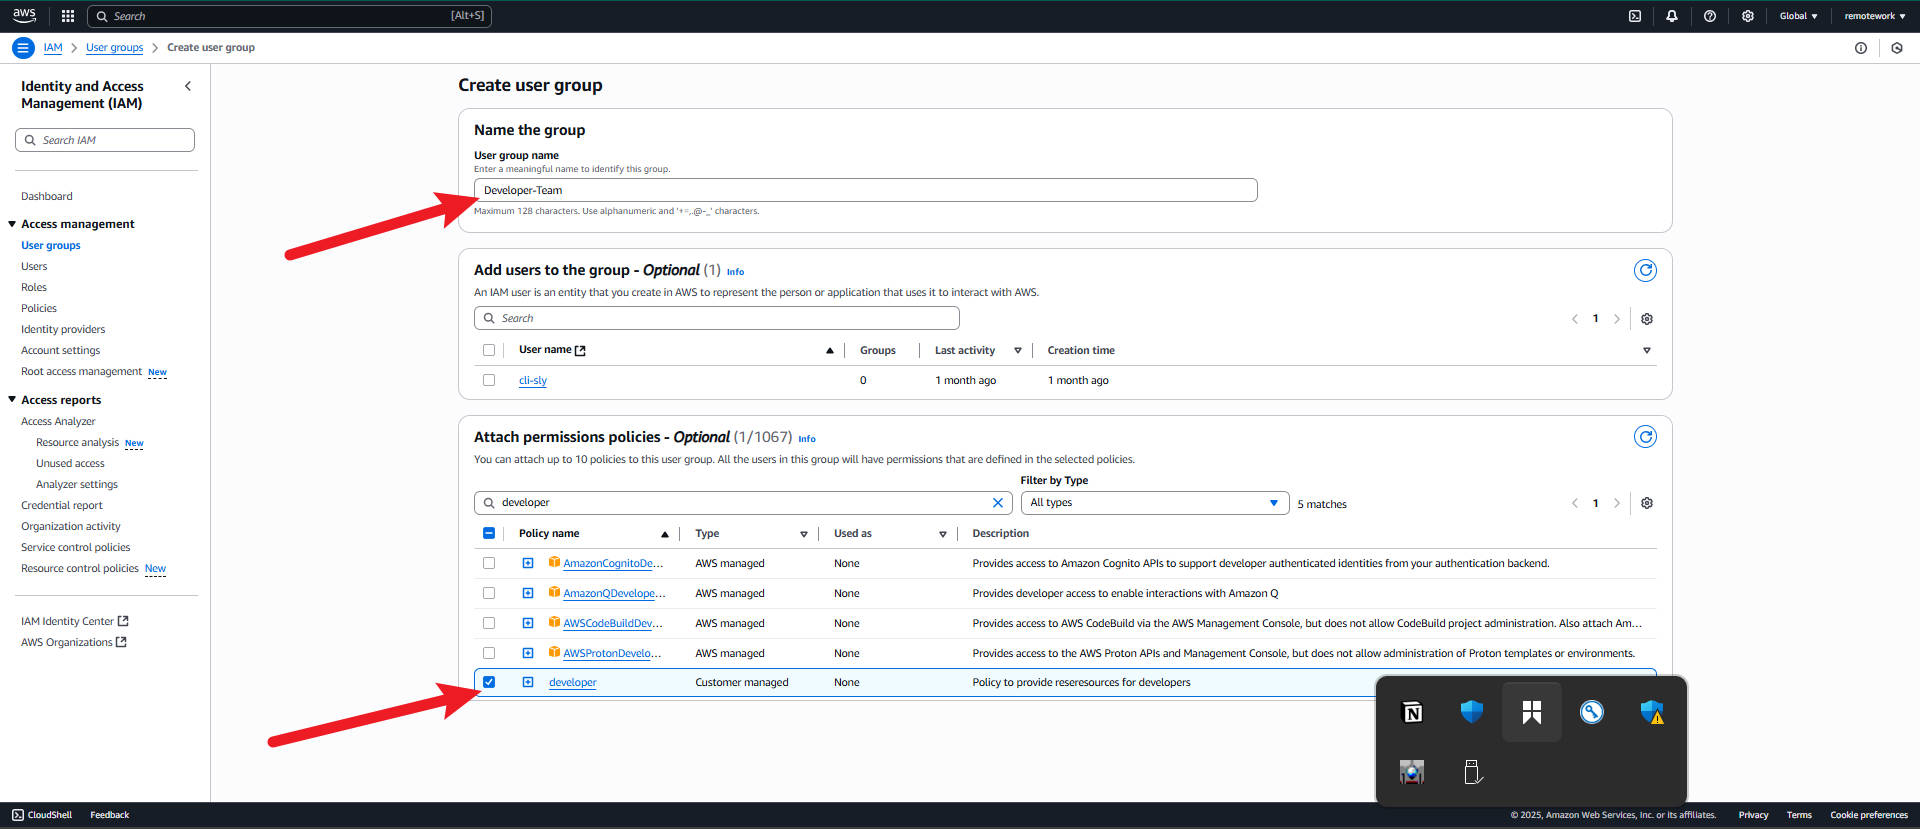 aws
Search
[Alt+S]
Global
remotework
IAM
User groups
Create user group
Identity and Access
Management (IAM)
Search IAM
Dashboard
Access management
User groups
Users
Roles
Policies
Identity providers
Account settings
Root access management New
Access reports
Access Analyzer
Resource analysis New
Unused access
Analyzer settings
Credential report
Organization activity
Service control policies
Resource control policies New
IAM Identity Center
AWS Organizations
Create user group
Name the group
User group name
Enter a meaningful name to identify this group.
Developer-Team
Maximum 128 characters. Use alphanumeric and '+=,.@-_' characters.
Add users to the group - Optional (1) Info
An IAM user is an entity that you create in AWS to represent the person or application that uses it to interact with AWS.
Search
1
User name Groups Last activity Creation time
cli-sly 0 1 month ago 1 month ago
Attach permissions policies - Optional (1/1067) Info
You can attach up to 10 policies to this user group. All the users in this group will have permissions that are defined in the selected policies.
Filter by Type
developer
All types
5 matches
1
Policy name Type Used as Description
AmazonCognitoDe... AWS managed None Provides access to Amazon Cognito APIs to support developer authenticated identities from your authentication backend.
AmazonQDevelope... AWS managed None Provides developer access to enable interactions with Amazon Q
AWSCodeBuildDev... AWS managed None Provides access to AWS CodeBuild via the AWS Management Console, but does not allow CodeBuild project administration. Also attach Am...
AWSProtonDevelo... AWS managed None Provides access to the AWS Proton APIs and Management Console, but does not allow administration of Proton templates or environments.
developer Customer managed None Policy to provide reseresources for developers
N
CloudShell
Feedback
© 2025, Amazon Web Services, Inc. or its affiliates.
Privacy
Terms
Cookie preferences